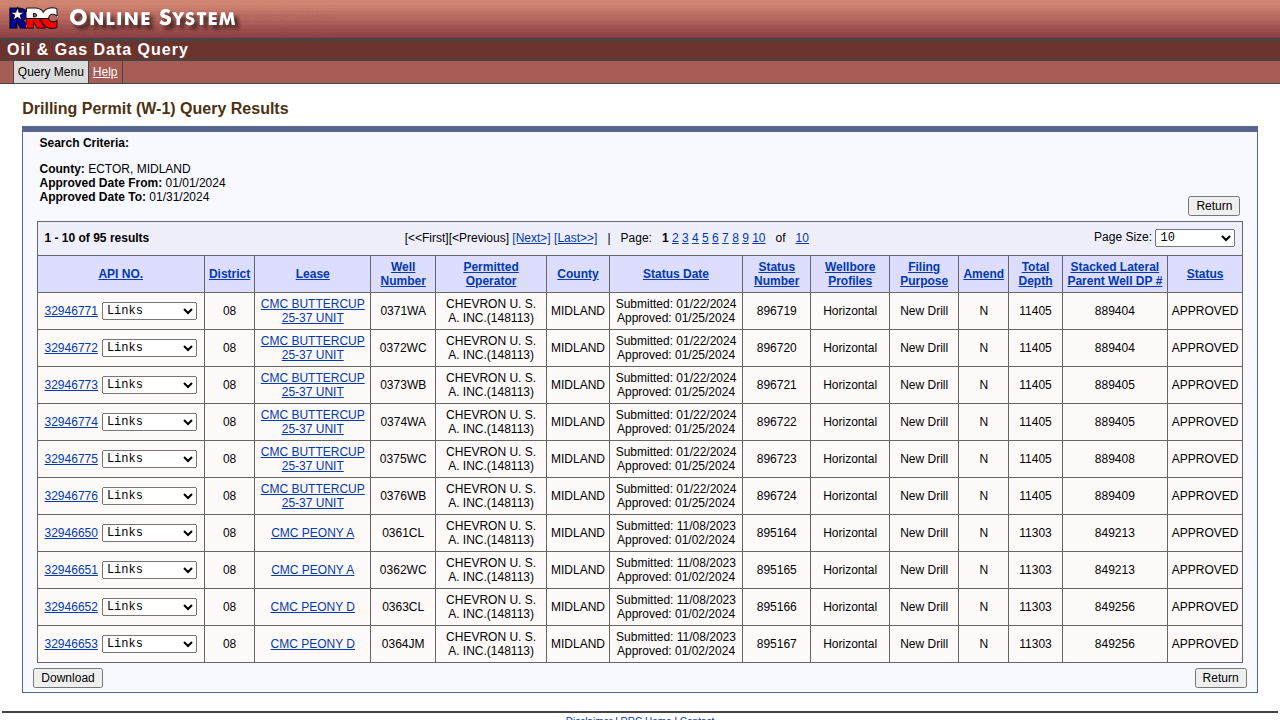 RRC ONLINE SYSTEM
Oil & Gas Data Query
Query Menu Help
Drilling Permit (W-1) Query Results
Search Criteria:
County: ECTOR, MIDLAND
Approved Date From: 01/01/2024
Approved Date To: 01/31/2024
Return
1 - 10 of 95 results [<<First][<Previous] [Next>] [Last>>] | Page: 1 2 3 4 5 6 7 8 9 10 of 10 Page Size: 10
API NO. District Lease Well Number Permitted Operator County Status Date Status Number Wellbore Profiles Filing Purpose Amend Total Depth Stacked Lateral Parent Well DP # Status
32946771 Links 08 CMC BUTTERCUP 25-37 UNIT 0371WA CHEVRON U. S. A. INC.(148113) MIDLAND Submitted: 01/22/2024 Approved: 01/25/2024 896719 Horizontal New Drill N 11405 889404 APPROVED
32946772 Links 08 CMC BUTTERCUP 25-37 UNIT 0372WC CHEVRON U. S. A. INC.(148113) MIDLAND Submitted: 01/22/2024 Approved: 01/25/2024 896720 Horizontal New Drill N 11405 889404 APPROVED
32946773 Links 08 CMC BUTTERCUP 25-37 UNIT 0373WB CHEVRON U. S. A. INC.(148113) MIDLAND Submitted: 01/22/2024 Approved: 01/25/2024 896721 Horizontal New Drill N 11405 889405 APPROVED
32946774 Links 08 CMC BUTTERCUP 25-37 UNIT 0374WA CHEVRON U. S. A. INC.(148113) MIDLAND Submitted: 01/22/2024 Approved: 01/25/2024 896722 Horizontal New Drill N 11405 889405 APPROVED
32946775 Links 08 CMC BUTTERCUP 25-37 UNIT 0375WC CHEVRON U. S. A. INC.(148113) MIDLAND Submitted: 01/22/2024 Approved: 01/25/2024 896723 Horizontal New Drill N 11405 889408 APPROVED
32946776 Links 08 CMC BUTTERCUP 25-37 UNIT 0376WB CHEVRON U. S. A. INC.(148113) MIDLAND Submitted: 01/22/2024 Approved: 01/25/2024 896724 Horizontal New Drill N 11405 889409 APPROVED
32946650 Links 08 CMC PEONY A 0361CL CHEVRON U. S. A. INC.(148113) MIDLAND Submitted: 11/08/2023 Approved: 01/02/2024 895164 Horizontal New Drill N 11303 849213 APPROVED
32946651 Links 08 CMC PEONY A 0362WC CHEVRON U. S. A. INC.(148113) MIDLAND Submitted: 11/08/2023 Approved: 01/02/2024 895165 Horizontal New Drill N 11303 849213 APPROVED
32946652 Links 08 CMC PEONY D 0363CL CHEVRON U. S. A. INC.(148113) MIDLAND Submitted: 11/08/2023 Approved: 01/02/2024 895166 Horizontal New Drill N 11303 849256 APPROVED
32946653 Links 08 CMC PEONY D 0364JM CHEVRON U. S. A. INC.(148113) MIDLAND Submitted: 11/08/2023 Approved: 01/02/2024 895167 Horizontal New Drill N 11303 849256 APPROVED
Download Return
Disclaimer | RRC Home | Contact